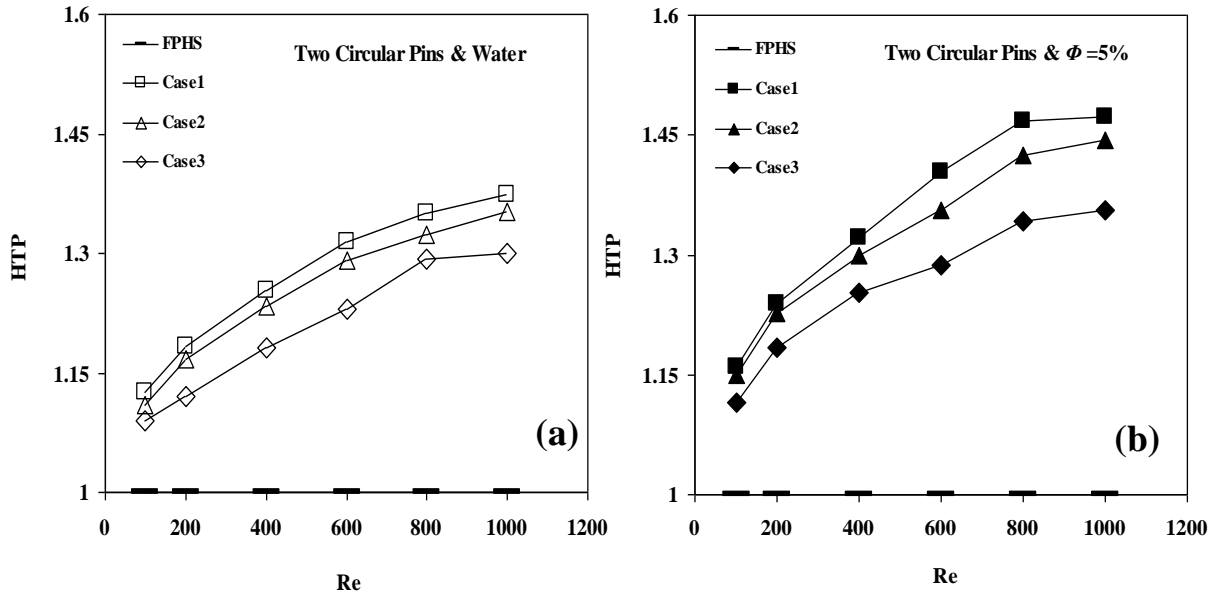 1.6
1.45
1.3
1.15
1
HTP
FPHS
Case1
Case2
Case3
Two Circular Pins & Water
(a)
0 200 400 600 800 1000 1200
Re
1.6
1.45
1.3
1.15
1
HTP
FPHS
Case1
Case2
Case3
Two Circular Pins & Φ =5%
(b)
0 200 400 600 800 1000 1200
Re